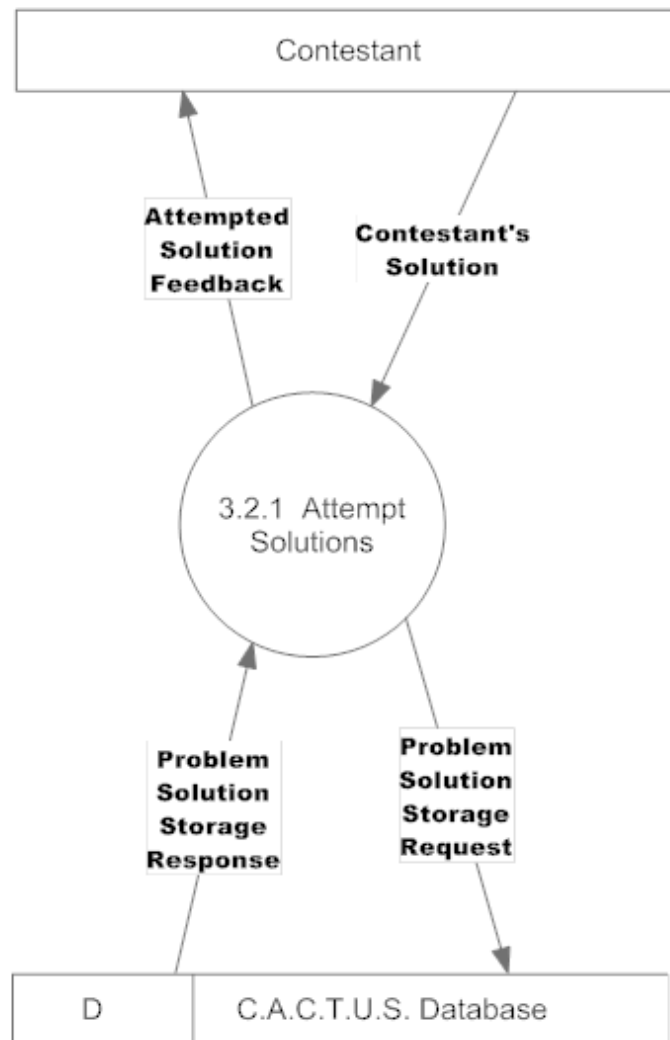 Contestant
Attempted
Solution
Feedback
Contestant's
Solution
3.2.1 Attempt
Solutions
Problem
Solution
Storage
Response
Problem
Solution
Storage
Request
D
C.A.C.T.U.S. Database